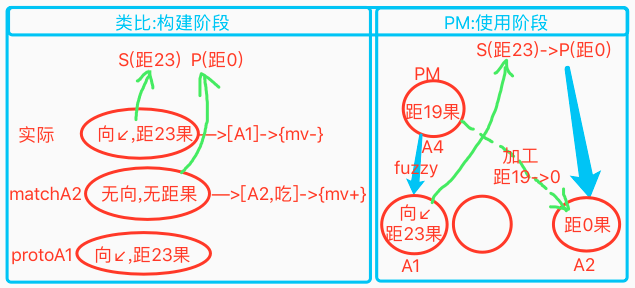 类比:构建阶段
S(距23) P(距0)
实际
向↙,距23果
—>[A1]->{mv-}
matchA2
无向,无距果
—>[A2,吃]->{mv+}
protoA1
向↙,距23
PM:使用阶段
S(距23)->P(距0)
PM
距19果
A4
fuzzy
加工
距19->0
向↙
距23果
A1
距0果
A2